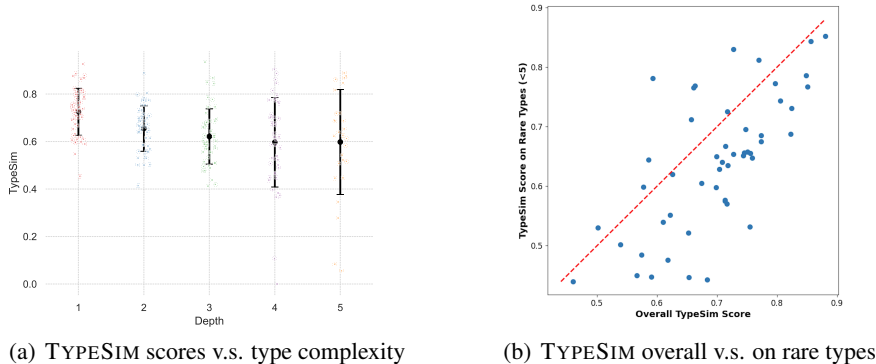 TypeSim
0.8
0.6
0.4
0.2
0.0
1 2 3 4 5
Depth
(a) TYPESIM scores v.s. type complexity
TypeSim Score on Rare Types (<5)
0.9
0.8
0.7
0.6
0.5
0.5 0.6 0.7 0.8 0.9
Overall TypeSim Score
(b) TYPESIM overall v.s. on rare types